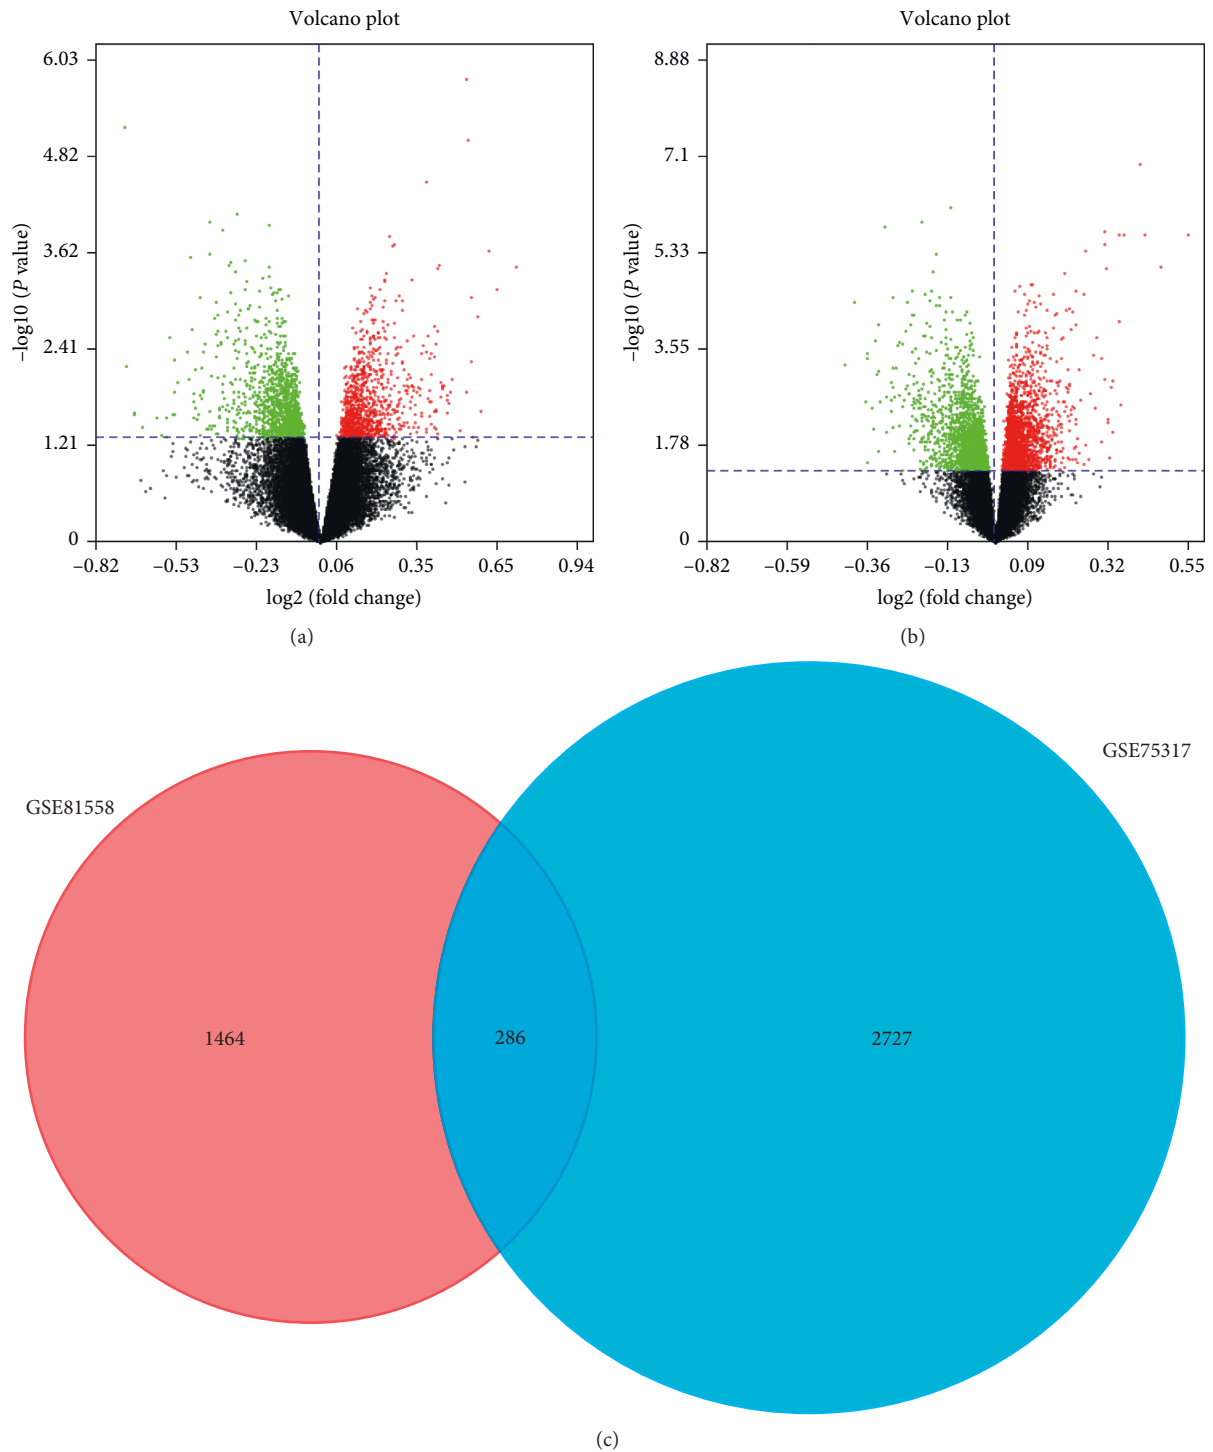 Volcano plot
6.03
4.82
3.62
2.41
1.21
0
−log10 (P value)
−0.82 −0.53 −0.23 0.06 0.35 0.65 0.94
log2 (fold change)
(a)
Volcano plot
8.88
7.1
5.33
3.55
1.78
0
−log10 (P value)
−0.82 −0.59 −0.36 −0.13 0.09 0.32 0.55
log2 (fold change)
(b)
GSE75317
GSE81558
1464 286 2727
(c)